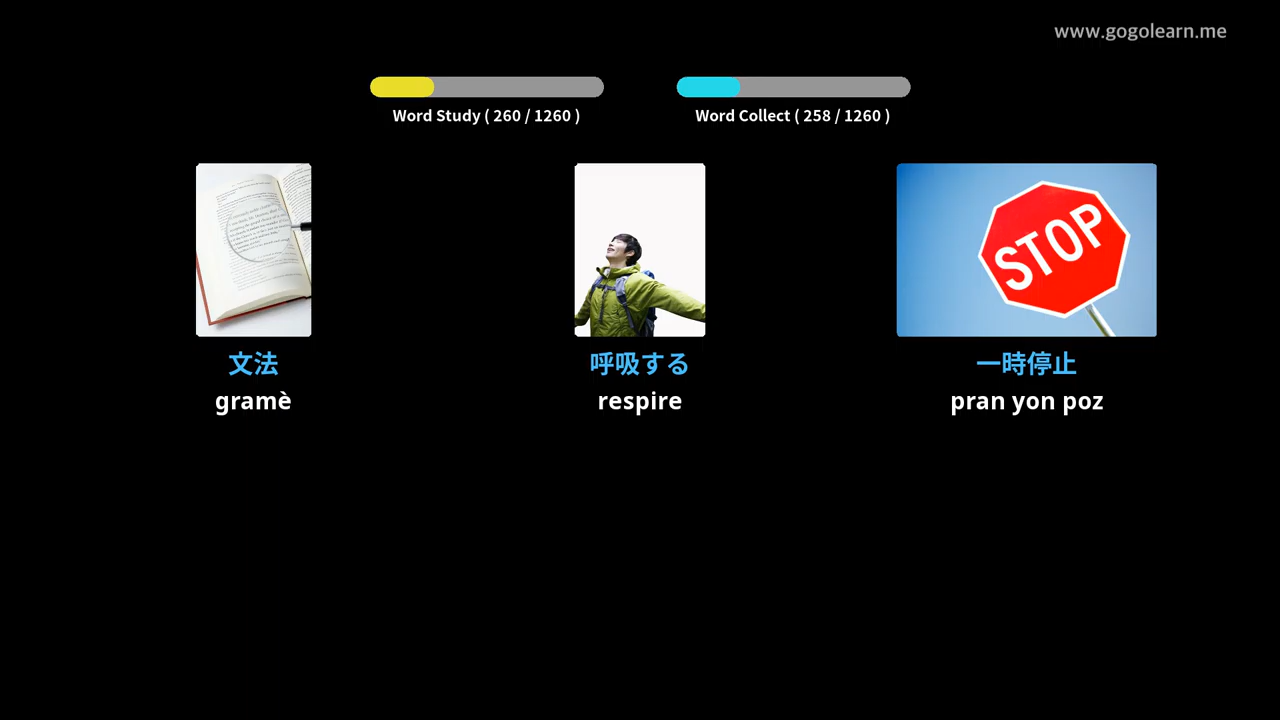 www.gogolearn.me
Word Study ( 260 / 1260 )
Word Collect ( 258 / 1260 )
STOP
文法
gramè
呼吸する
respire
一時停止
pran yon poz